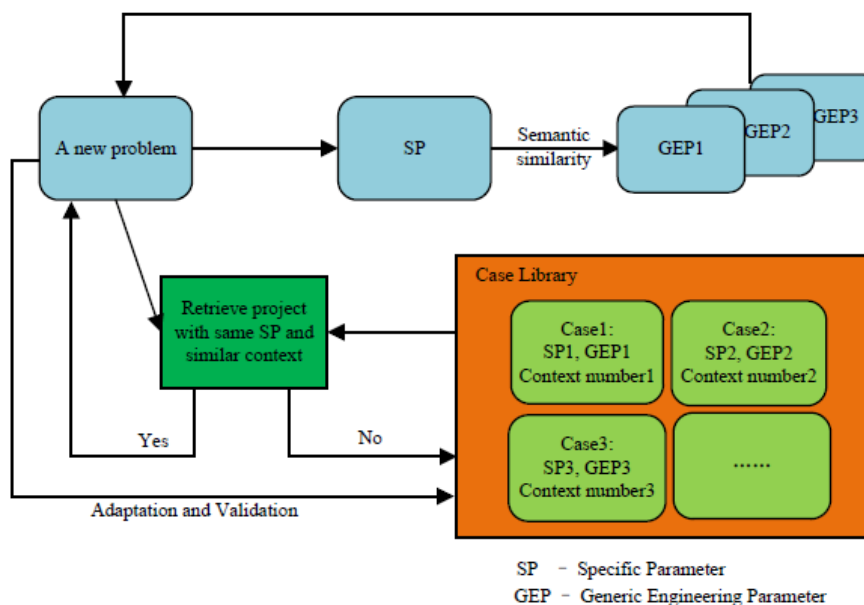 A new problem
SP
Semantic
similarity
GEP1
GEP2
GEP3
Retrieve project
with same SP and
similar context
Case Library
Case1:
SP1, GEP1
Context number1
Case2:
SP2, GEP2
Context number2
Case3:
SP3, GEP3
Context number3
......
Yes
No
Adaptation and Validation
SP – Specific Parameter
GEP – Generic Engineering Parameter